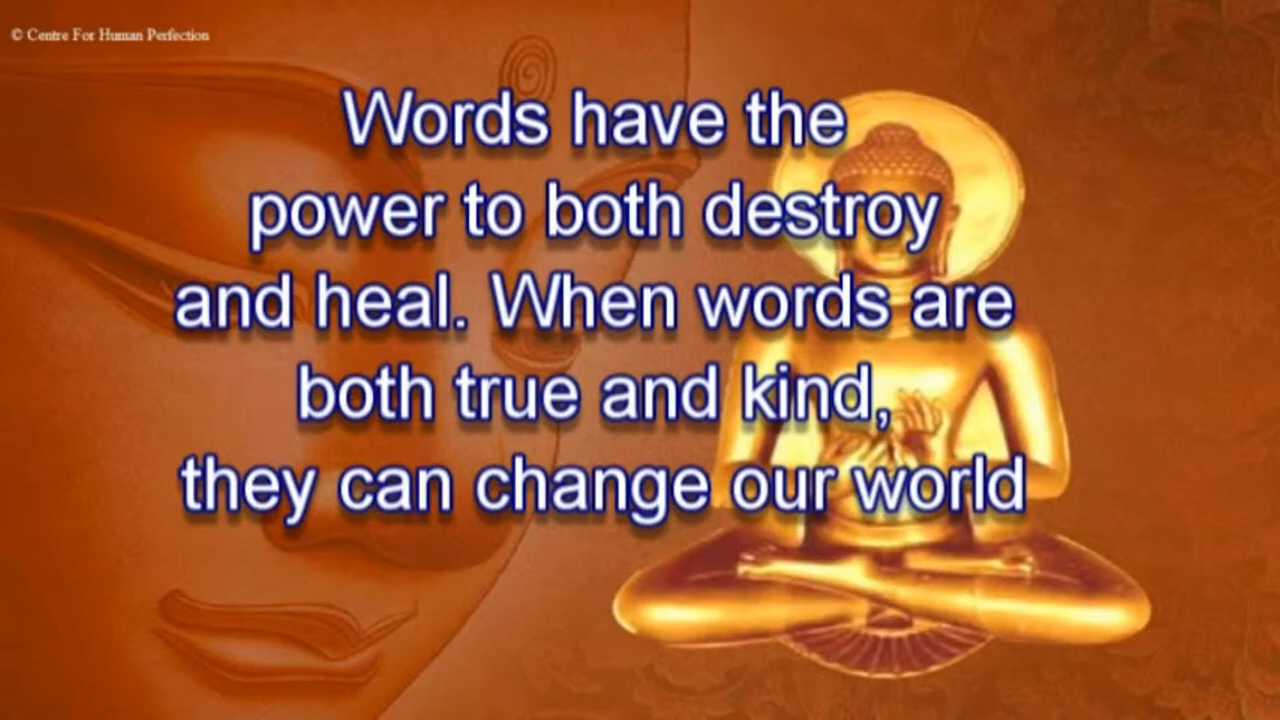 © Centre For Human Perfection
Words have the
power to both destroy
and heal. When words are
both true and kind,
they can change our world